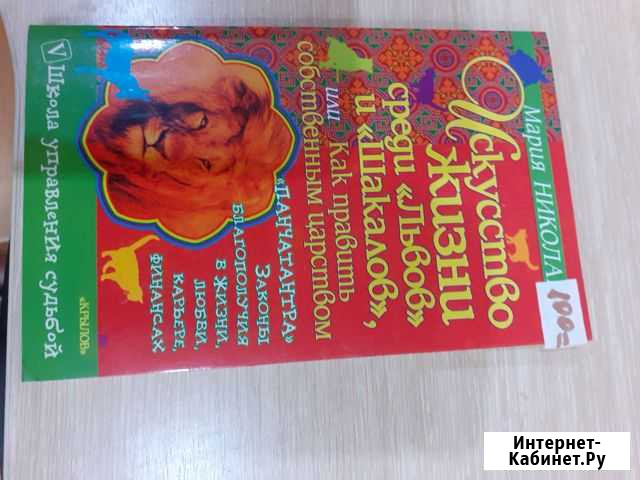 Мария НИКОЛА
Искусство
ЖИЗНИ
среди «Львов»
и «Шакалов»,
или
Как править
собственным царством
«ПАНЧАТАНТРА»
ЗАКОНЫ
БЛАГОПОЛУЧИЯ
В ЖИЗНИ,
ЛЮБВИ,
КАРЬЕРЕ,
ФИНАНСАХ
«КРЫЛОВ»
V Школа управления судьбой
100=
Интернет-
Кабинет.Ру